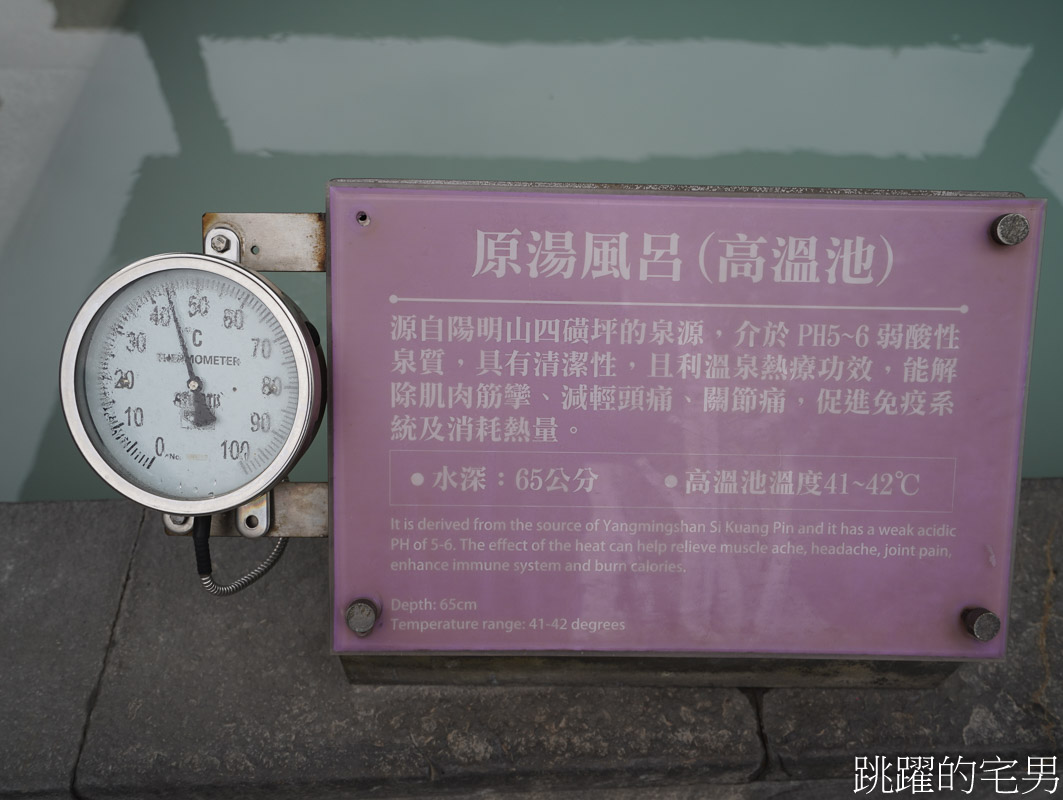 原湯風呂(高溫池)
源自陽明山四磺坪的泉源，介於 PH5~6 弱酸性
泉質，具有清潔性，且利溫泉熱療功效，能解
除肌肉筋攣、減輕頭痛、關節痛，促進免疫系
統及消耗熱量。
●水深：65公分 ●高溫池溫度41~42℃
It is derived from the source of Yangmingshan Si Kuang Pin and it has a weak acidic
PH of 5-6. The effect of the heat can help relieve muscle ache, headache, joint pain,
enhance immune system and burn calories.
Depth: 65cm
Temperature range: 41-42 degrees
0 10 20 30 40 50 60 70 80 90 100
°C
THERMOMETER
No.
跳躍的宅男